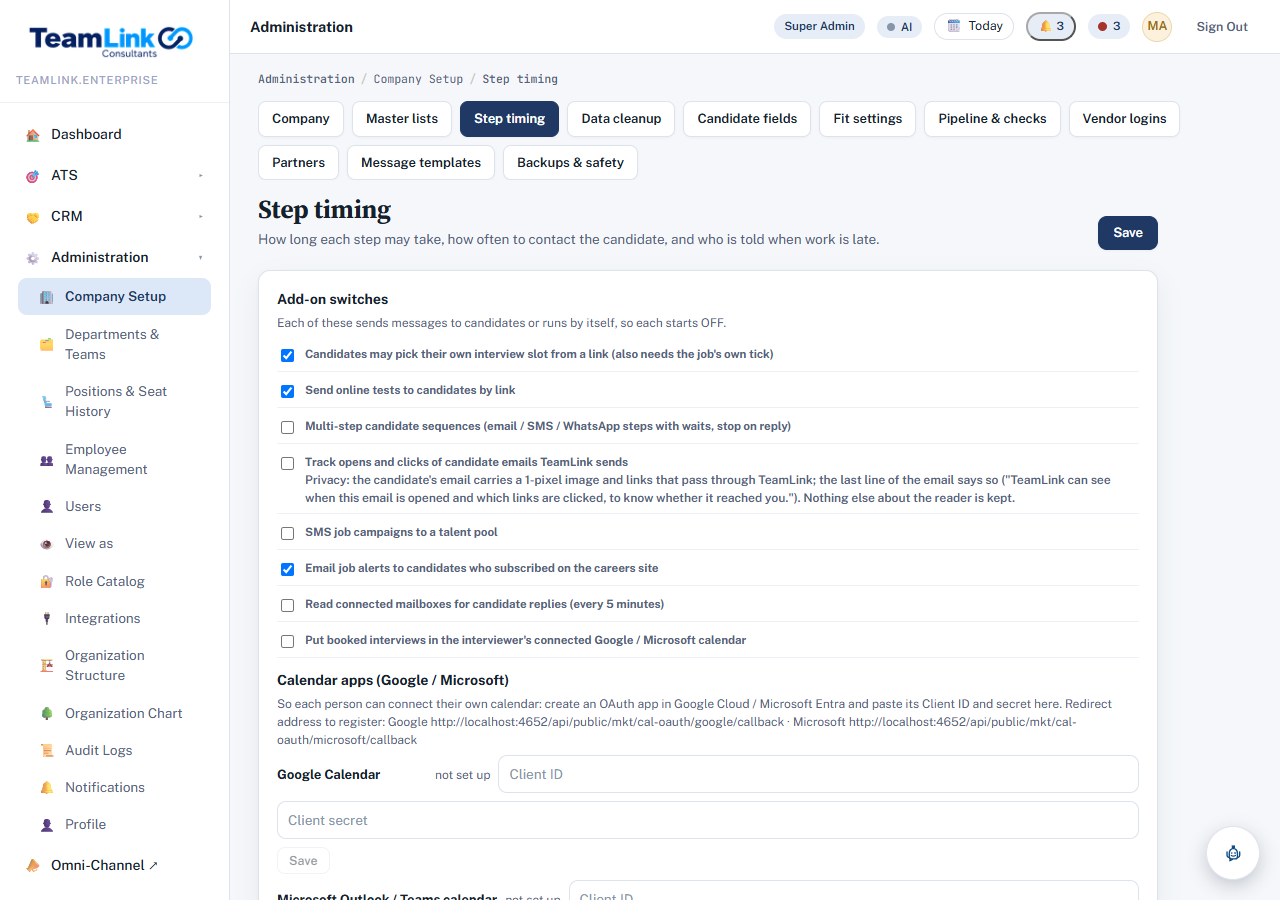 TeamLink
Consultants
TEAMLINK.ENTERPRISE
Dashboard
ATS
CRM
Administration
Company Setup
Departments &
Teams
Positions & Seat
History
Employee
Management
Users
View as
Role Catalog
Integrations
Organization
Structure
Organization Chart
Audit Logs
Notifications
Profile
Omni-Channel ↗
Administration
Super Admin
AI
Today
3
3
MA
Sign Out
Administration / Company Setup / Step timing
Company Master lists Step timing Data cleanup Candidate fields Fit settings Pipeline & checks Vendor logins
Partners Message templates Backups & safety
Step timing
How long each step may take, how often to contact the candidate, and who is told when work is late.
Save
Add-on switches
Each of these sends messages to candidates or runs by itself, so each starts OFF.
Candidates may pick their own interview slot from a link (also needs the job's own tick)
Send online tests to candidates by link
Multi-step candidate sequences (email / SMS / WhatsApp steps with waits, stop on reply)
Track opens and clicks of candidate emails TeamLink sends
Privacy: the candidate's email carries a 1-pixel image and links that pass through TeamLink; the last line of the email says so ("TeamLink can see
when this email is opened and which links are clicked, to know whether it reached you."). Nothing else about the reader is kept.
SMS job campaigns to a talent pool
Email job alerts to candidates who subscribed on the careers site
Read connected mailboxes for candidate replies (every 5 minutes)
Put booked interviews in the interviewer's connected Google / Microsoft calendar
Calendar apps (Google / Microsoft)
So each person can connect their own calendar: create an OAuth app in Google Cloud / Microsoft Entra and paste its Client ID and secret here. Redirect
address to register: Google http://localhost:4652/api/public/mkt/cal-oauth/google/callback · Microsoft http://localhost:4652/api/public/mkt/cal-
oauth/microsoft/callback
Google Calendar not set up Client ID
Client secret
Save
Microsoft Outlook / Teams calendar not set up Client ID